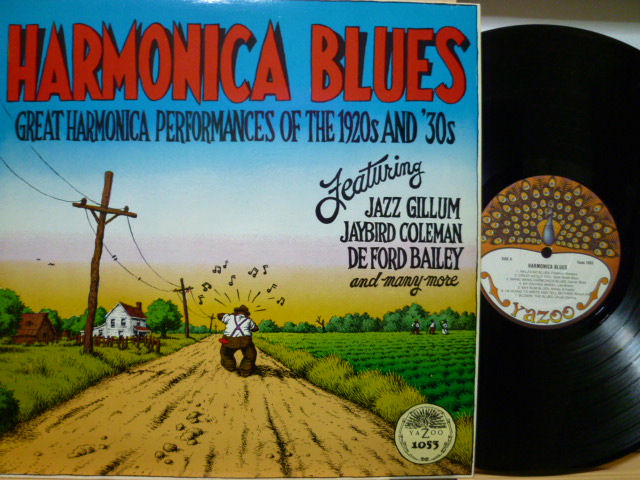 HARMONICA BLUES
GREAT HARMONICA PERFORMANCES OF THE 1920s AND '30s
Featuring
JAZZ GILLUM
JAYBIRD COLEMAN
DE FORD BAILEY
and many more
YAZOO
1053
SIDE A
HARMONICA BLUES
Yazoo